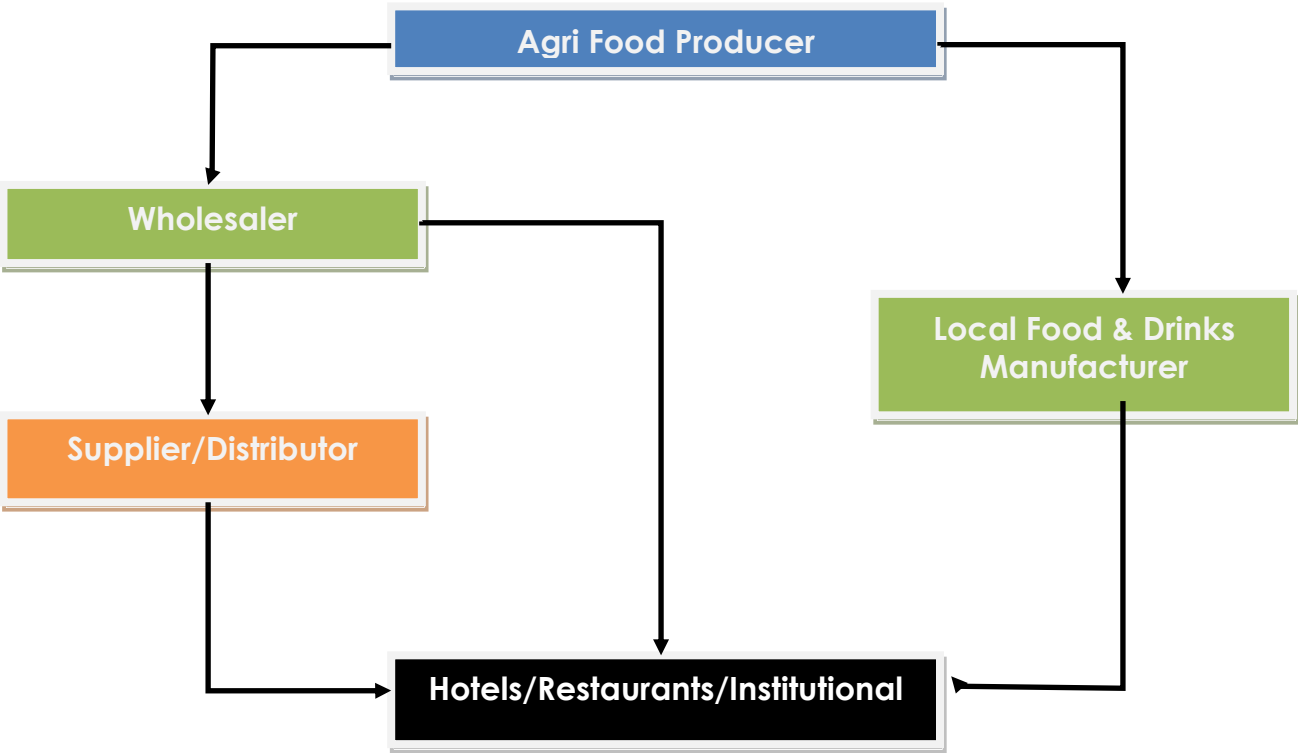 Agri Food Producer
Wholesaler
Local Food & Drinks
Manufacturer
Supplier/Distributor
Hotels/Restaurants/Institutional